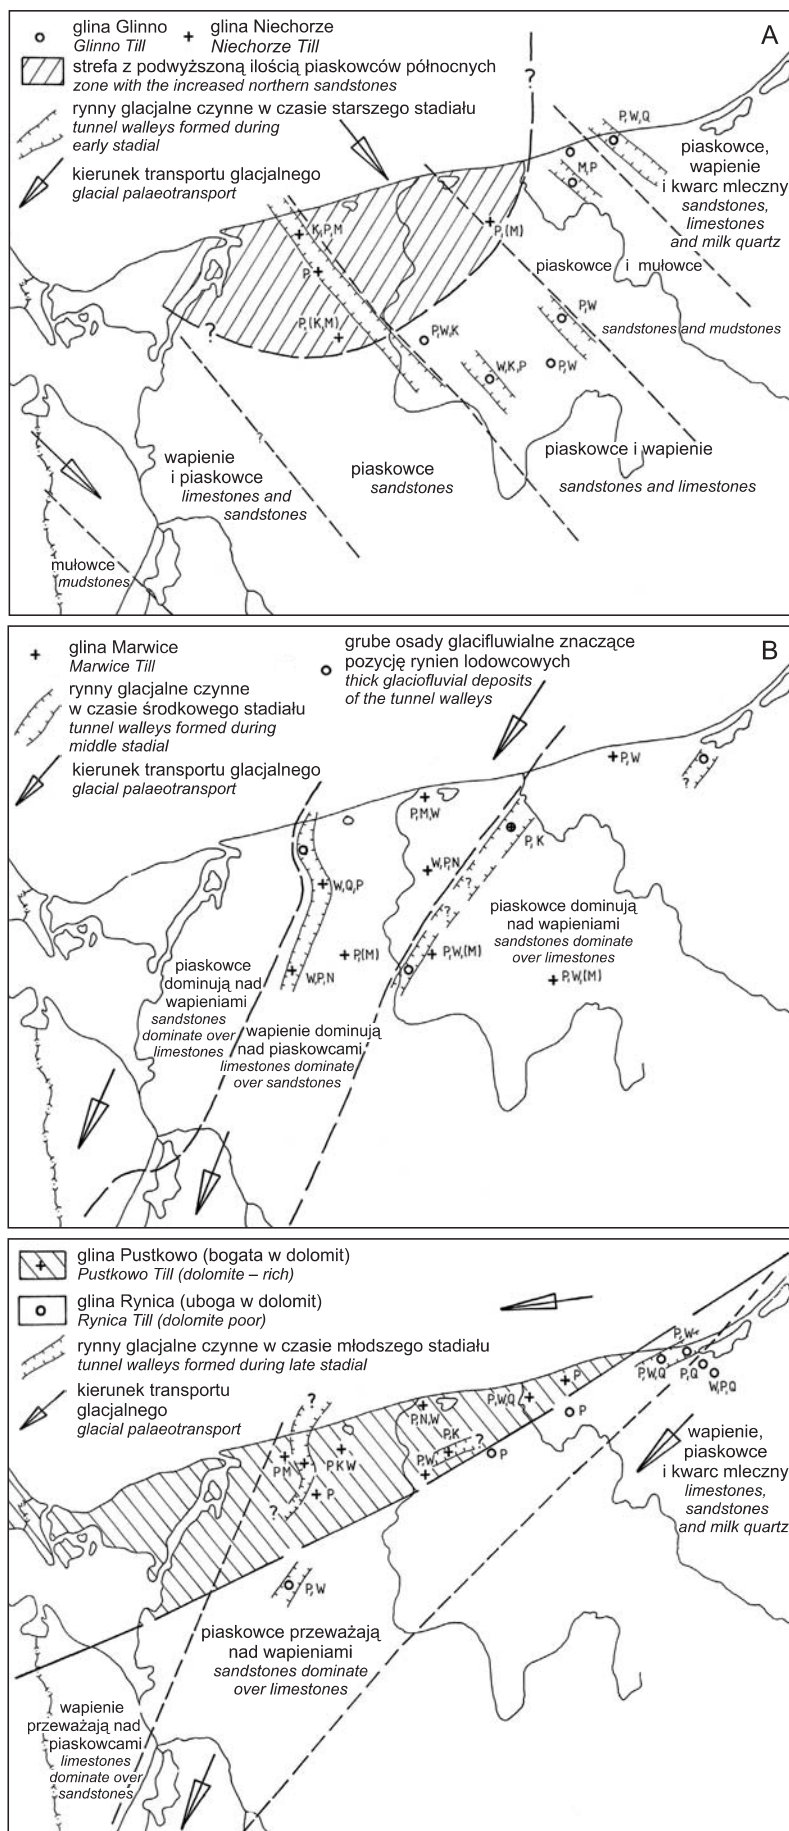 A
glina Glinno
Glinno Till
glina Niechorze
Niechorze Till
strefa z podwyższoną ilością piaskowców północnych
zone with the increased northern sandstones
rynny glacjalne czynne w czasie starszego stadiału
tunnel walleys formed during
early stadial
kierunek transportu glacjalnego
glacial palaeotransport
?
P,W,Q
M,P
piaskowce,
wapienie
i kwarc mleczny
sandstones,
limestones
and milk quartz
K,P,M
P,(M)
P
piaskowce i mułowce
P,W
sandstones and mudstones
?
P,(K,M)
P,W,K
W,K,P
P,W
?
wapienie
i piaskowce
limestones and
sandstones
piaskowce
sandstones
piaskowce i wapienie
sandstones and limestones
mułowce
mudstones
B
glina Marwice
Marwice Till
grube osady glacifluwialne znaczące
pozycję rynien lodowcowych
thick glaciofluvial deposits
of the tunnel walleys
rynny glacjalne czynne
w czasie środkowego stadiału
tunnel walleys formed during
middle stadial
kierunek transportu glacjalnego
glacial palaeotransport
P,W
?
P,M,W
P,K
W,P,N
W,Q,P
?
?
piaskowce dominują
nad wapieniami
sandstones dominate
over limestones
P,(M)
P,W,(M)
W,P,N
P,W,(M)
piaskowce
dominują nad
wapieniami
sandstones
dominate over
limestones
wapienie dominują
nad piaskowcami
limestones dominate
over sandstones
glina Pustkowo (bogata w dolomit)
Pustkowo Till (dolomite – rich)
glina Rynica (uboga w dolomit)
Rynica Till (dolomite poor)
rynny glacjalne czynne w czasie młodszego stadiału
tunnel walleys formed during late stadial
kierunek transportu
glacjalnego
glacial palaeotransport
P,W
P,W,Q
P,Q
W,P,Q
P
P,W,Q
P
?
P,N,W
P,K
?
P
P,M
P,K,W
P,W
P
?
wapienie,
piaskowce
i kwarc mleczny
limestones,
sandstones
and milk quartz
P,W
piaskowce przeważają
nad wapieniami
sandstones dominate
over limestones
wapienie
przeważają nad
piaskowcami
limestones
dominate over
sandstones